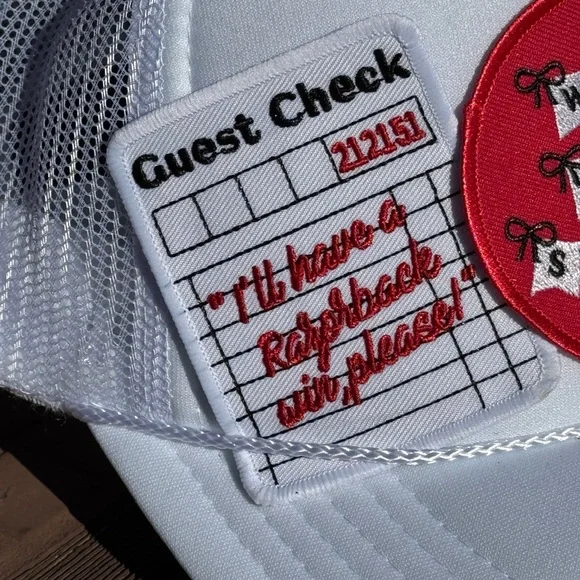 Guest Check
212151
"I'll have a
Razorback
win, please!"
W
S